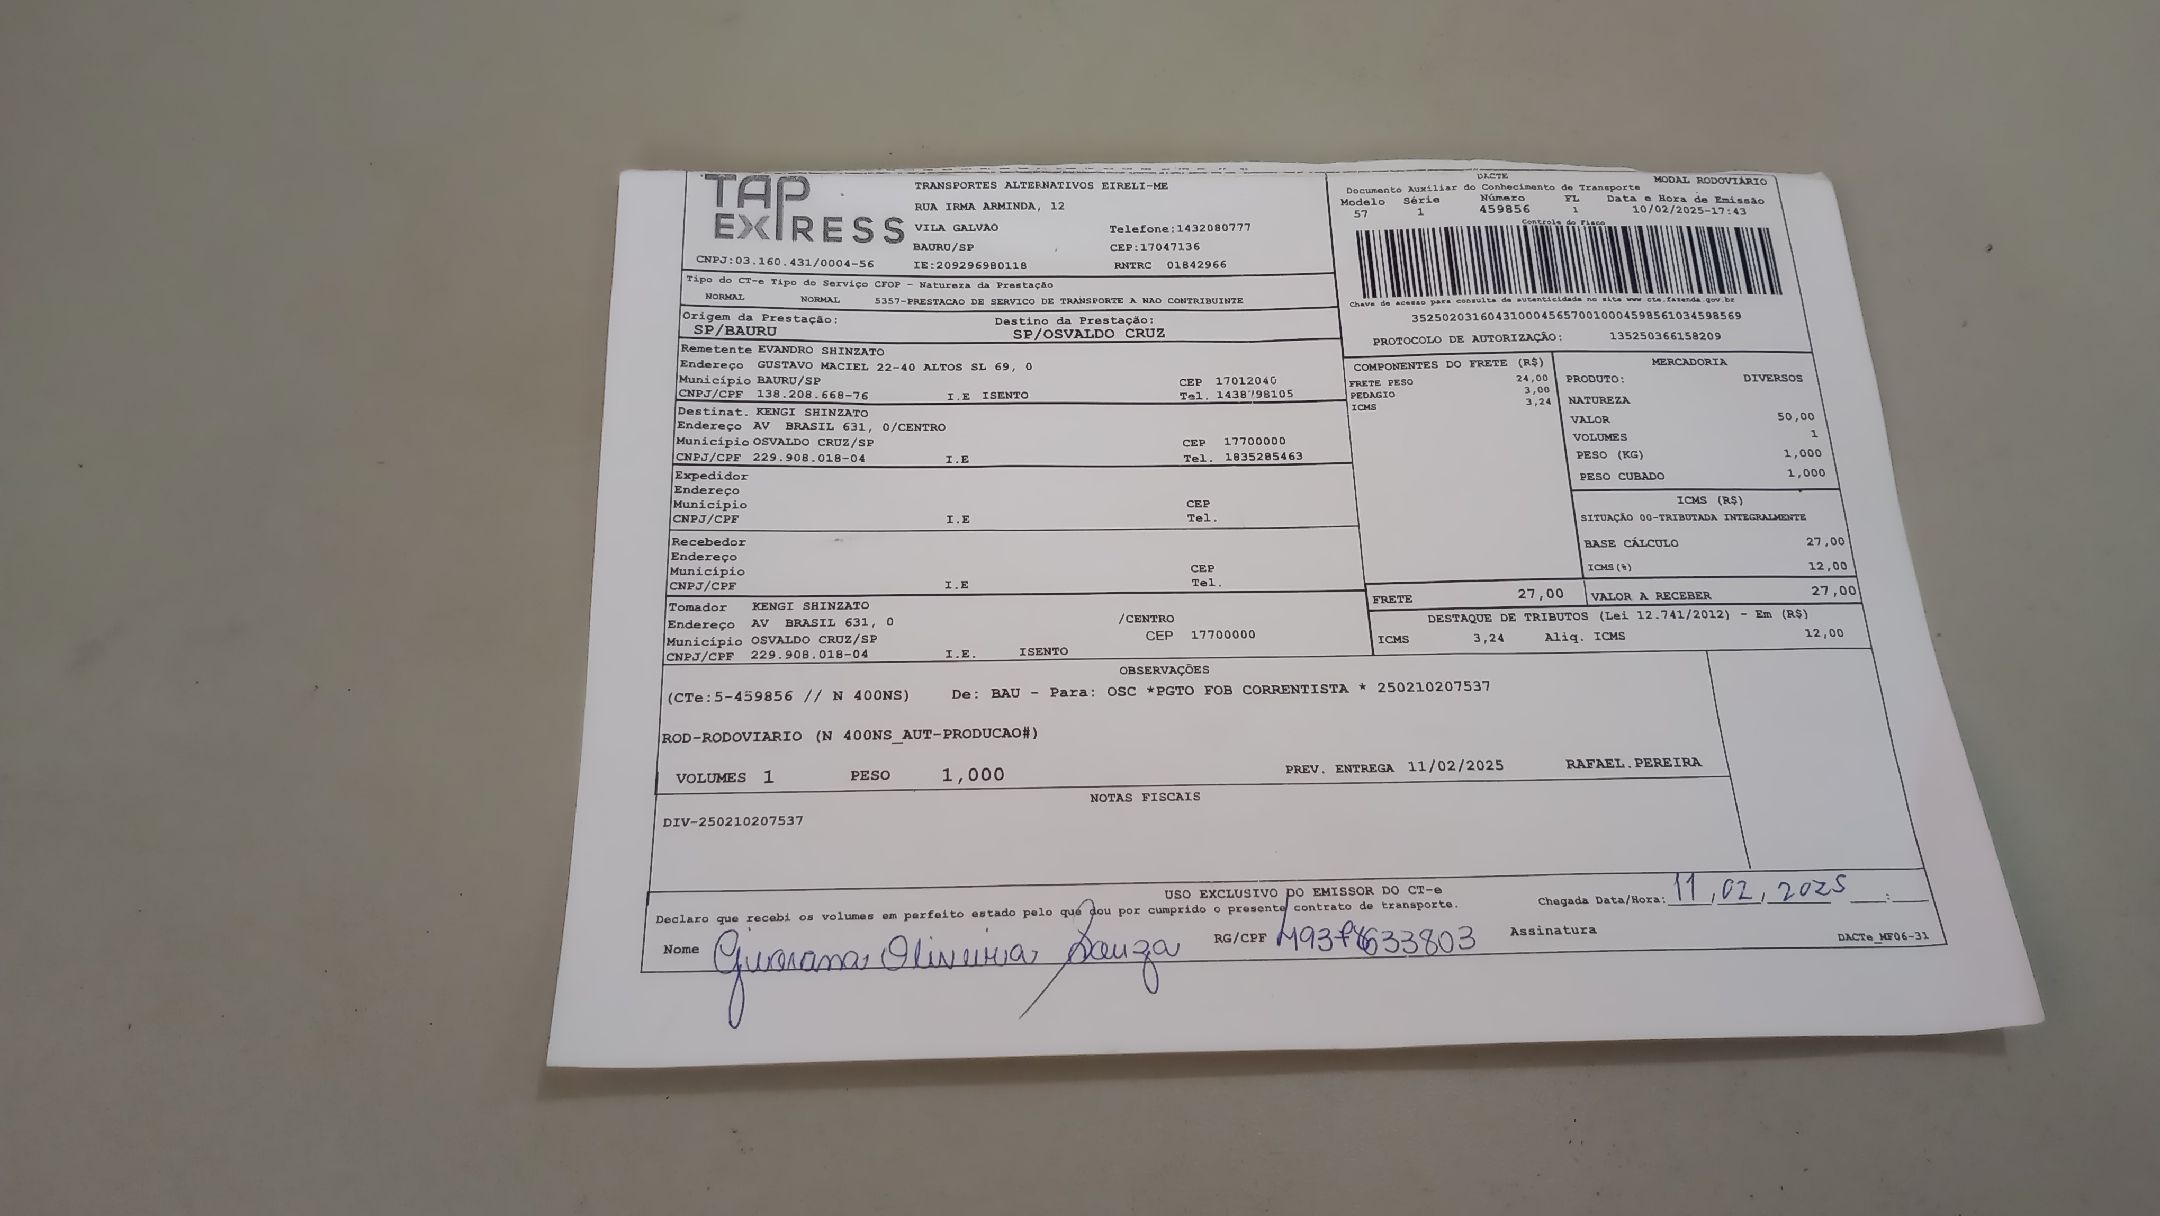 TAP
EXPRESS
TRANSPORTES ALTERNATIVOS EIRELI-ME
RUA IRMA ARMINDA, 12
VILA GALVAO Telefone:1432080777
BAURU/SP CEP:17047136
CNPJ:03.160.431/0004-56 IE:209296980118 RNTRC 01842966
DACTE MODAL RODOVIÁRIO
Documento Auxiliar do Conhecimento de Transporte
Modelo Série Número FL Data e Hora de Emissão
57 1 459856 1 10/02/2025-17:43
Controle do Fisco
Chave de acesso para consulta de autenticidade no site www cte.fazenda.gov.br
35250203160431000456570010004598561034598569
PROTOCOLO DE AUTORIZAÇÃO: 135250366158209
Tipo do CT-e Tipo do Serviço CFOP - Natureza da Prestação
NORMAL NORMAL 5357-PRESTACAO DE SERVICO DE TRANSPORTE A NAO CONTRIBUINTE
Origem da Prestação: Destino da Prestação:
SP/BAURU SP/OSVALDO CRUZ
Remetente EVANDRO SHINZATO
Endereço GUSTAVO MACIEL 22-40 ALTOS SL 69, 0
Município BAURU/SP CEP 17012040
CNPJ/CPF 138.208.668-76 I.E ISENTO Tel. 1438798105
Destinat. KENGI SHINZATO
Endereço AV BRASIL 631, 0/CENTRO
Município OSVALDO CRUZ/SP CEP 17700000
CNPJ/CPF 229.908.018-04 I.E Tel. 1835285463
Expedidor
Endereço
Município CEP
CNPJ/CPF I.E Tel.
Recebedor
Endereço
Município CEP
CNPJ/CPF I.E Tel.
Tomador KENGI SHINZATO
Endereço AV BRASIL 631, 0 /CENTRO
Município OSVALDO CRUZ/SP CEP 17700000
CNPJ/CPF 229.908.018-04 I.E. ISENTO
COMPONENTES DO FRETE (R$)
FRETE PESO 24,00
PEDAGIO 3,00
ICMS 3,24
MERCADORIA
PRODUTO: DIVERSOS
NATUREZA
VALOR 50,00
VOLUMES 1
PESO (KG) 1,000
PESO CUBADO 1,000
ICMS (R$)
SITUAÇÃO 00-TRIBUTADA INTEGRALMENTE
BASE CÁLCULO 27,00
ICMS(%) 12,00
FRETE 27,00 VALOR A RECEBER 27,00
DESTAQUE DE TRIBUTOS (Lei 12.741/2012) - Em (R$)
ICMS 3,24 Aliq. ICMS 12,00
OBSERVAÇÕES
(CTe:5-459856 // N 400NS) De: BAU - Para: OSC *PGTO FOB CORRENTISTA * 250210207537
ROD-RODOVIARIO (N 400NS_AUT-PRODUCAO#)
VOLUMES 1 PESO 1,000 PREV. ENTREGA 11/02/2025 RAFAEL.PEREIRA
NOTAS FISCAIS
DIV-250210207537
USO EXCLUSIVO DO EMISSOR DO CT-e
Declaro que recebi os volumes em perfeito estado pelo que dou por cumprido o presente contrato de transporte.
Chegada Data/Hora: 11,02,2025 :
Nome Oliveira Souza RG/CPF Assinatura
DACTe_MF06-31